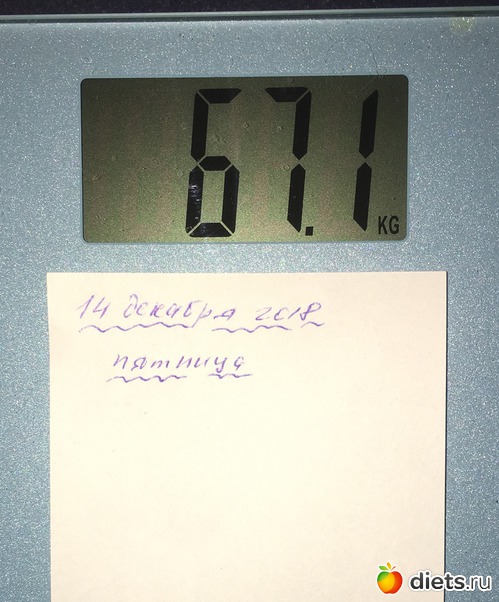 67.1 KG
14 декабря 2018
пятница
diets.ru